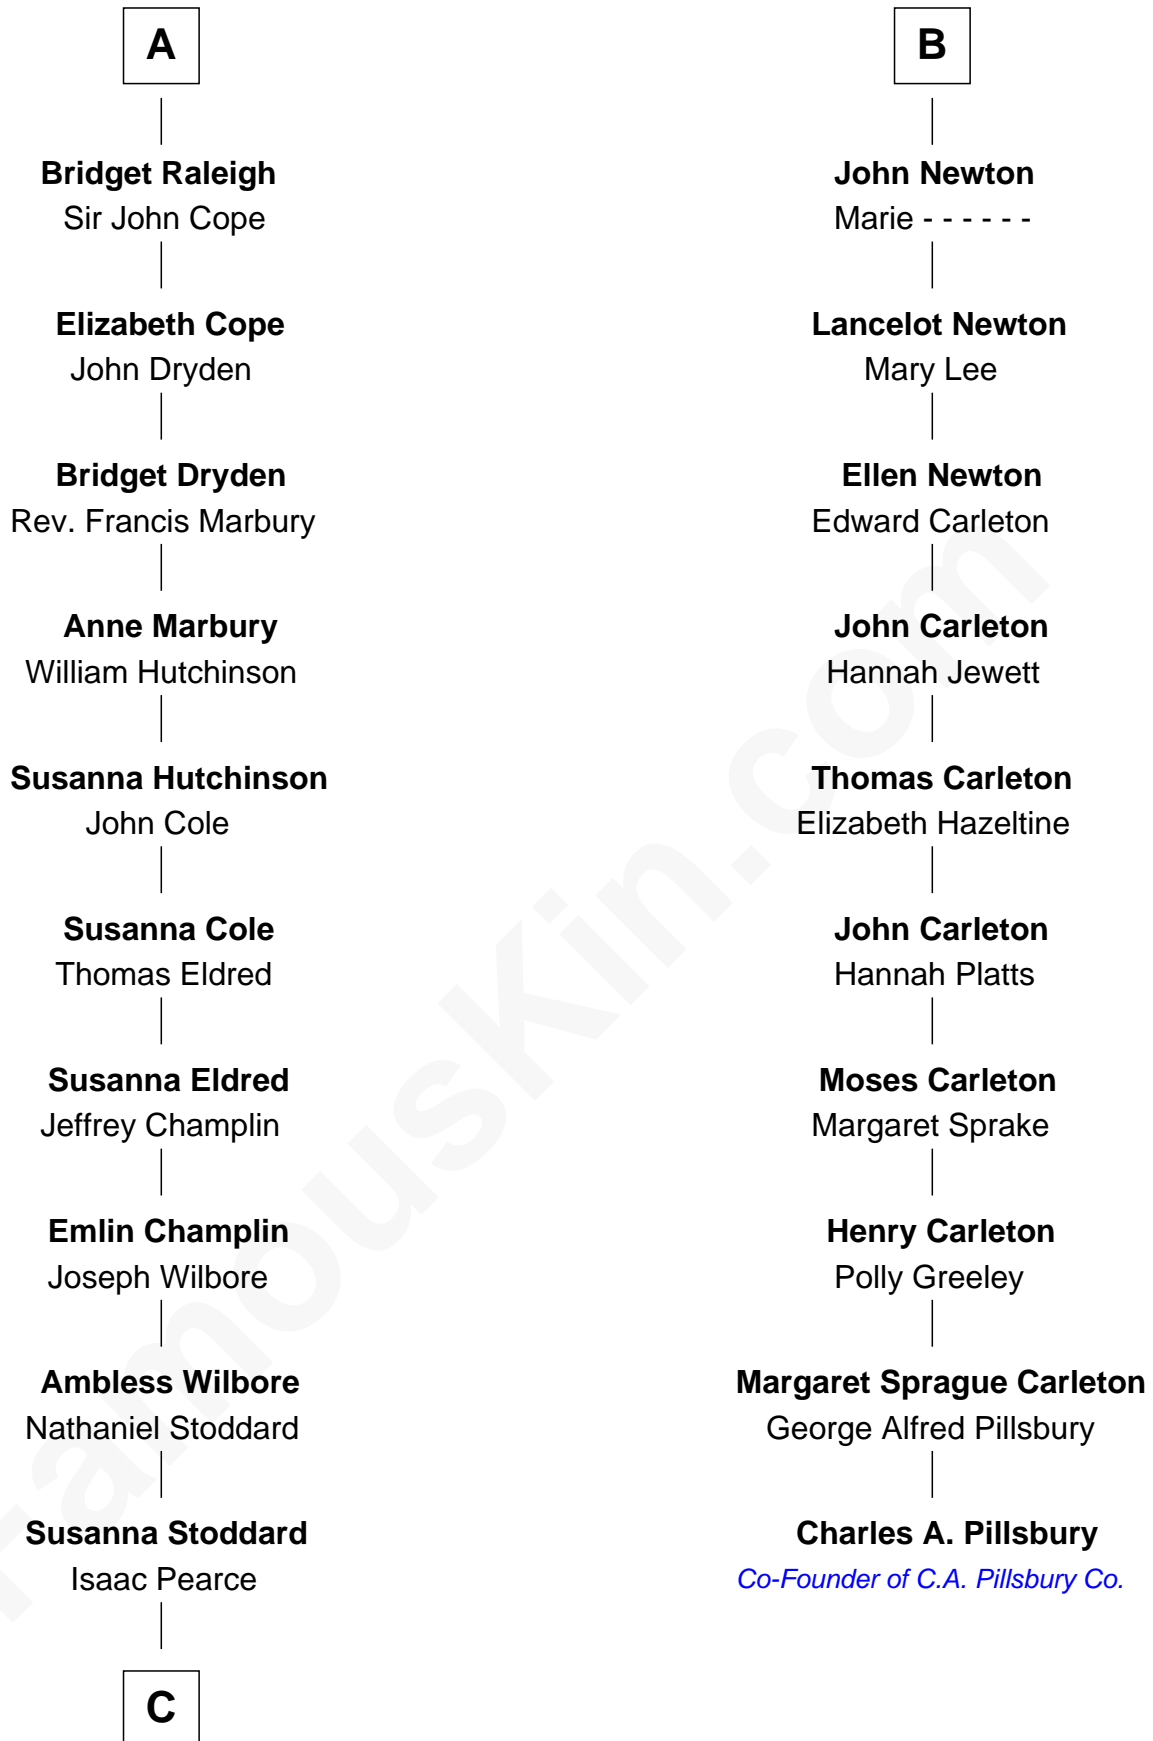 A
Bridget Raleigh
Sir John Cope
Elizabeth Cope
John Dryden
Bridget Dryden
Rev. Francis Marbury
Anne Marbury
William Hutchinson
Susanna Hutchinson
John Cole
Susanna Cole
Thomas Eldred
Susanna Eldred
Jeffrey Champlin
Emlin Champlin
Joseph Wilbore
Ambless Wilbore
Nathaniel Stoddard
Susanna Stoddard
Isaac Pearce
C
B
John Newton
Marie - - - - - -
Lancelot Newton
Mary Lee
Ellen Newton
Edward Carleton
John Carleton
Hannah Jewett
Thomas Carleton
Elizabeth Hazeltine
John Carleton
Hannah Platts
Moses Carleton
Margaret Sprake
Henry Carleton
Polly Greeley
Margaret Sprague Carleton
George Alfred Pillsbury
Charles A. Pillsbury
Co-Founder of C.A. Pillsbury Co.
FamousKin.com